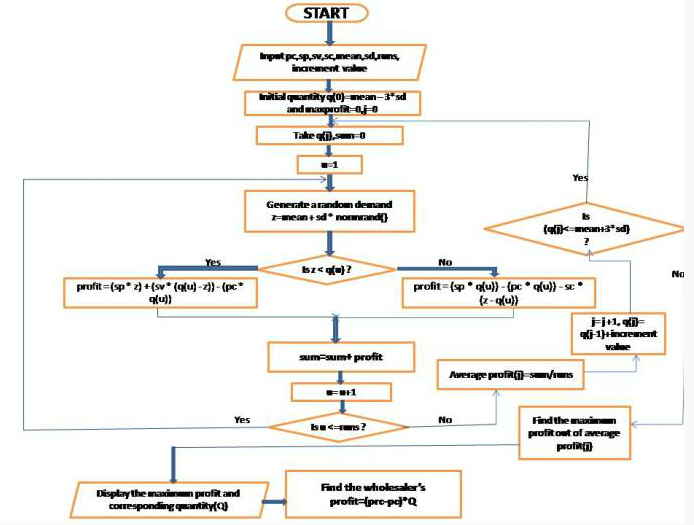 START
Input pc,sp,sv,sc,mean,sd,runs,
increment value
Initial quantity q(0)=mean-3*sd
and maxprofit=0,j=0
Take q(j),sum=0
u=1
Generate a random demand
z=mean+sd* normrand()
Is z < q(u) ?
Yes
No
profit=(sp* z)+(sv* (q(u)-z))-(pc*
q(u))
profit = (sp * q(u)) - (pc * q(u)) - sc *
(z - q(u))
sum=sum+ profit
u= u+1
Is u <=runs ?
Yes
No
Average profit(j)=sum/runs
j=j+1, q(j)=
q(j-1)+increment
value
Is
(q(j)<=mean+3*sd)
?
Yes
No
Find the maximum
profit out of average
profit(j)
Display the maximum profit and
corresponding quantity(Q)
Find the wholesaler's
profit=(prc-pc)*Q